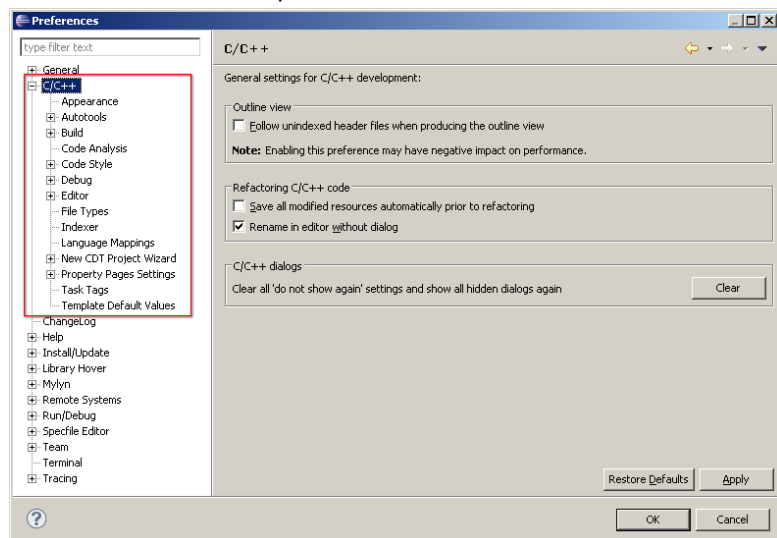 Preferences
type filter text
General
C/C++
Appearance
Autotools
Build
Code Analysis
Code Style
Debug
Editor
File Types
Indexer
Language Mappings
New CDT Project Wizard
Property Pages Settings
Task Tags
Template Default Values
ChangeLog
Help
Install/Update
Library Hover
Mylyn
Remote Systems
Run/Debug
Specfile Editor
Team
Terminal
Tracing
C/C++
General settings for C/C++ development:
Outline view
Follow unindexed header files when producing the outline view
Note: Enabling this preference may have negative impact on performance.
Refactoring C/C++ code
Save all modified resources automatically prior to refactoring
Rename in editor without dialog
C/C++ dialogs
Clear all 'do not show again' settings and show all hidden dialogs again
Clear
Restore Defaults
Apply
OK
Cancel